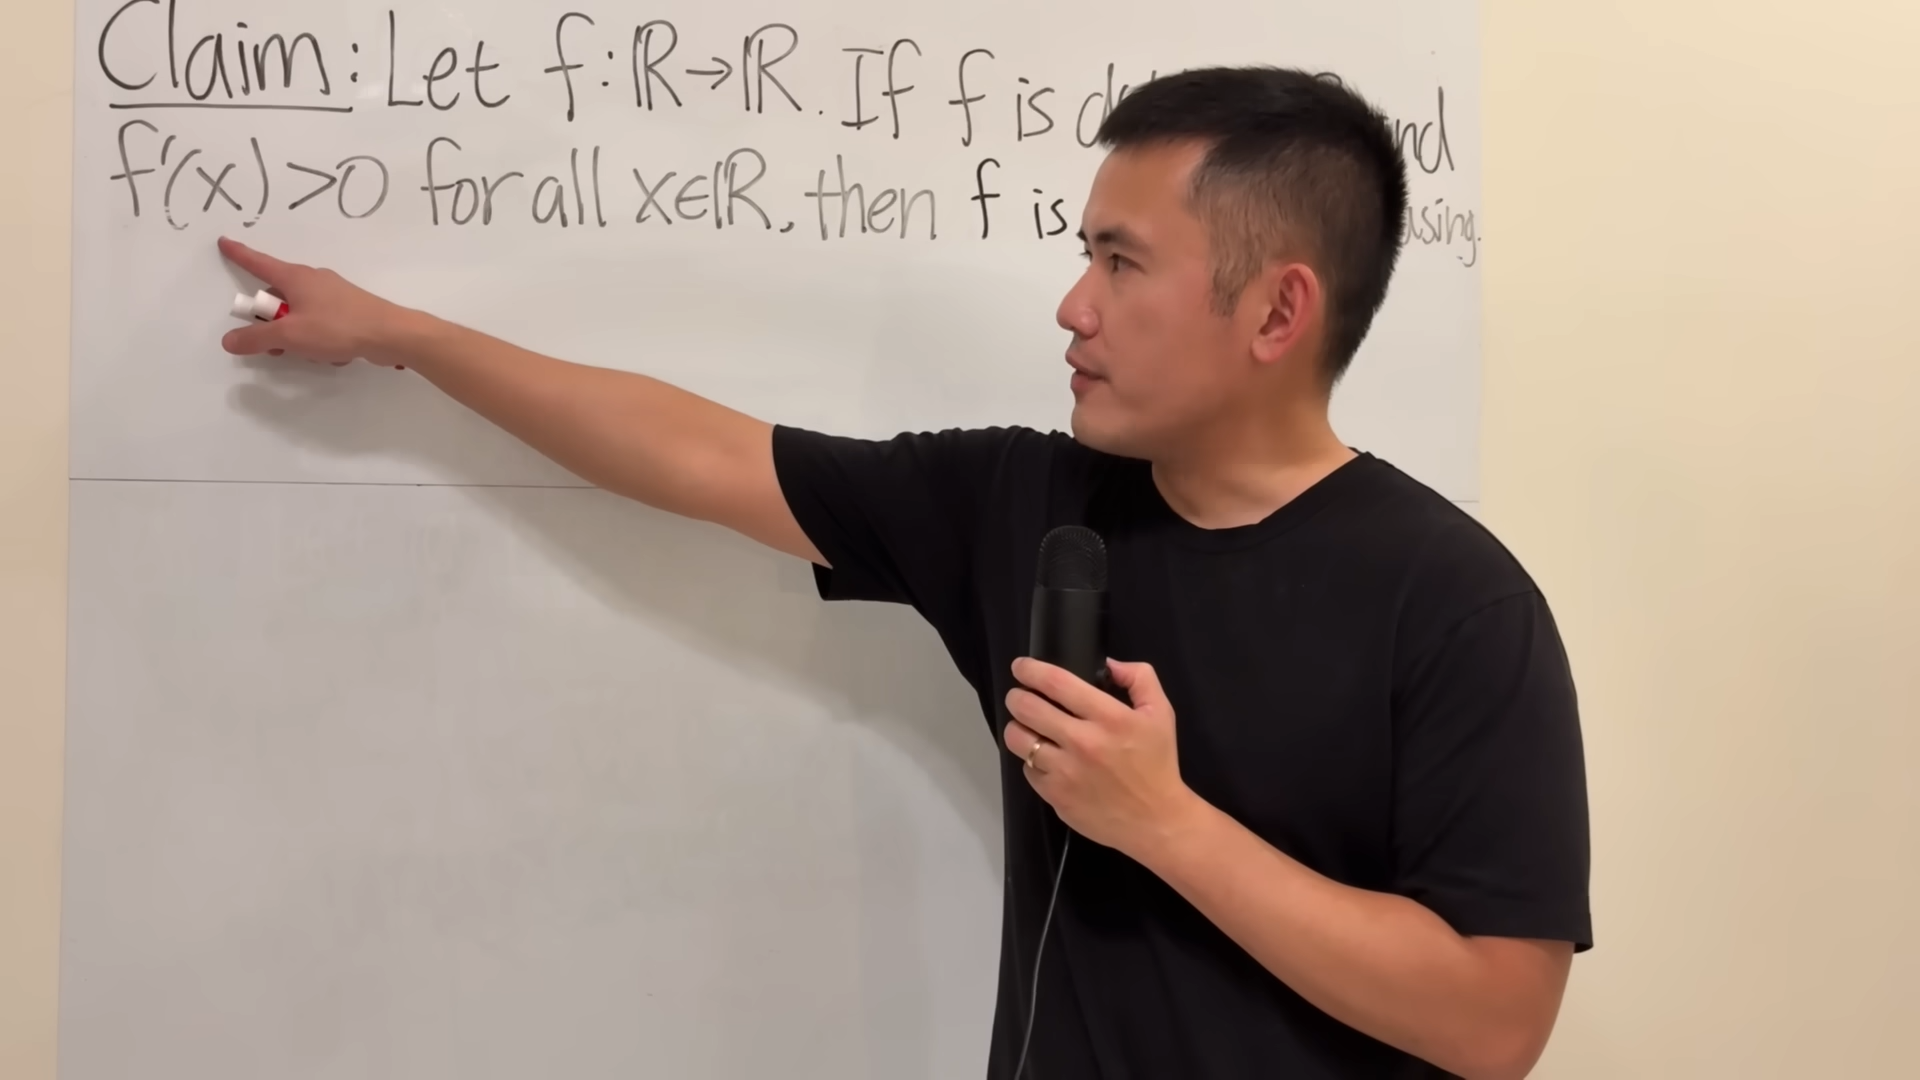 Claim: Let f:ℝ→ℝ. If f is
f'(x)>0 for all x∈ℝ, then f is